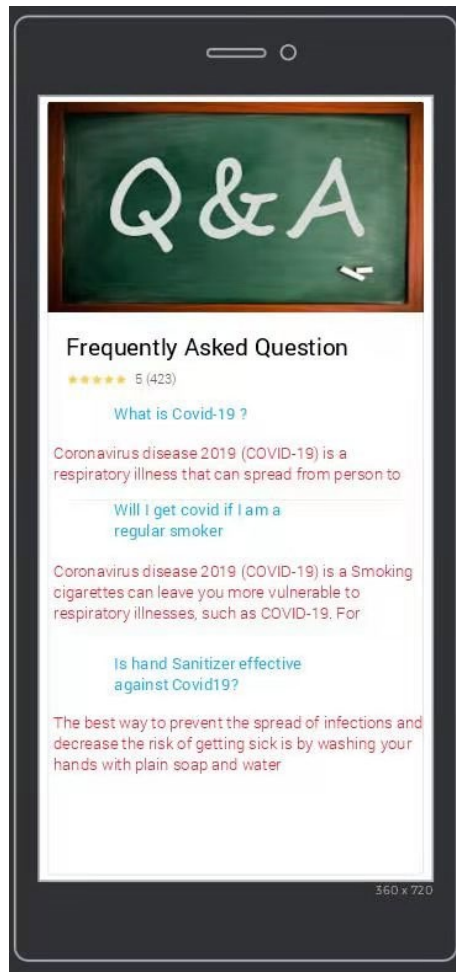 Q & A
Frequently Asked Question
5 (423)
What is Covid-19 ?
Coronavirus disease 2019 (COVID-19) is a
respiratory illness that can spread from person to
Will I get covid if I am a
regular smoker
Coronavirus disease 2019 (COVID-19) is a Smoking
cigarettes can leave you more vulnerable to
respiratory illnesses, such as COVID-19. For
Is hand Sanitizer effective
against Covid19?
The best way to prevent the spread of infections and
decrease the risk of getting sick is by washing your
hands with plain soap and water
360 x 720